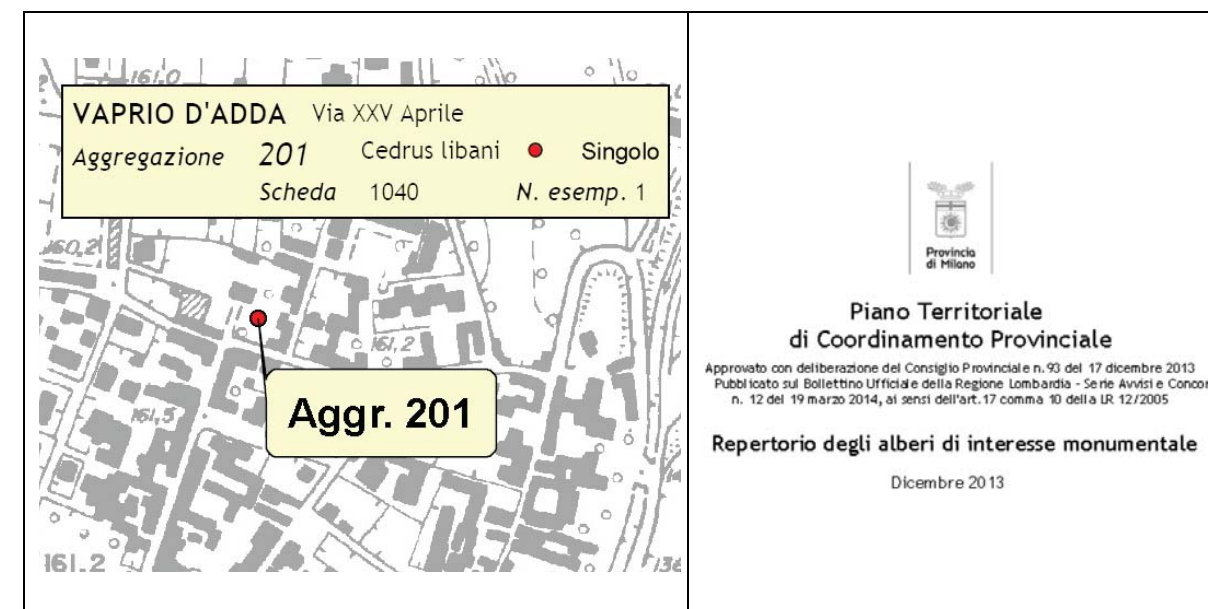 161,0
VAPRIO D'ADDA Via XXV Aprile
Aggregazione 201 Cedrus libani Singolo
Scheda 1040 N. esemp. 1
160,2
161,2
Aggr. 201
161,5
161,2
136
Provincia
di Milano
Piano Territoriale
di Coordinamento Provinciale
Approvato con deliberazione del Consiglio Provinciale n. 93 del 17 dicembre 2013
Pubblicato sul Bollettino Ufficiale della Regione Lombardia - Serie Avvisi e Concor
n. 12 del 19 marzo 2014, ai sensi dell'art. 17 comma 10 della LR 12/2005
Repertorio degli alberi di interesse monumentale
Dicembre 2013